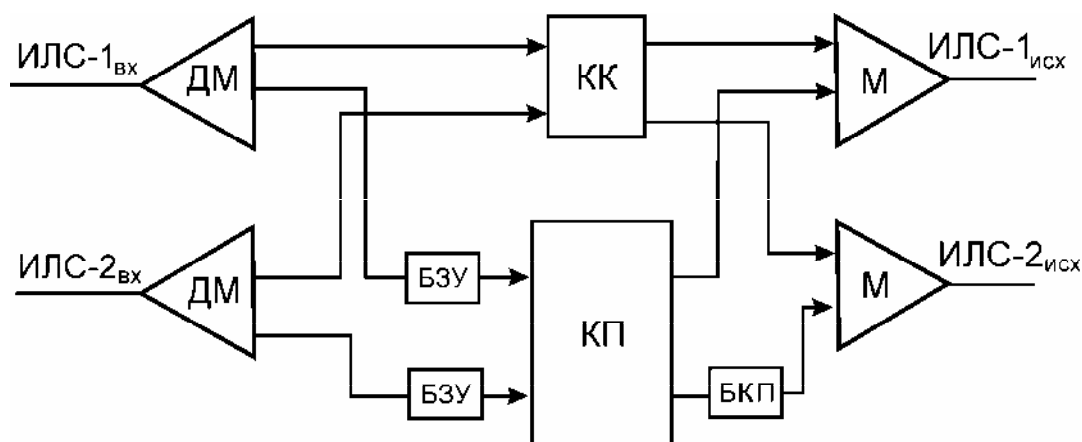 ИЛС-1вх
ДМ
КК
М
ИЛС-1исх
ИЛС-2вх
ДМ
БЗУ
КП
М
ИЛС-2исх
БЗУ
БКП